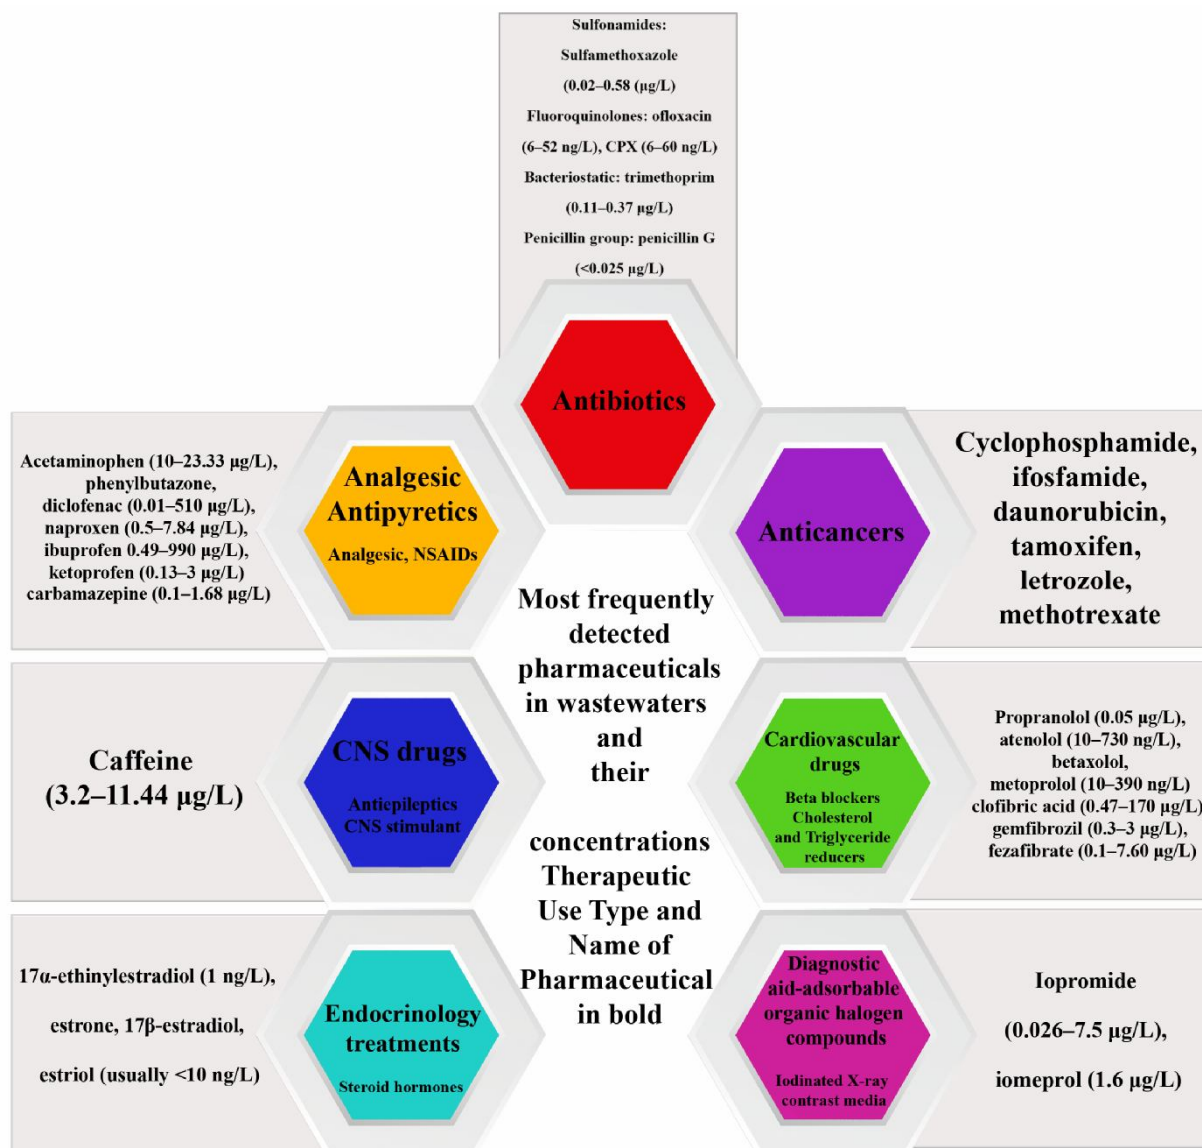 Sulfonamides:
Sulfamethoxazole
(0.02–0.58 (μg/L)
Fluoroquinolones: ofloxacin
(6–52 ng/L), CPX (6–60 ng/L)
Bacteriostatic: trimethoprim
(0.11–0.37 μg/L)
Penicillin group: penicillin G
(<0.025 μg/L)
Antibiotics
Acetaminophen (10–23.33 μg/L),
phenylbutazone,
diclofenac (0.01–510 μg/L),
naproxen (0.5–7.84 μg/L),
ibuprofen 0.49–990 μg/L),
ketoprofen (0.13–3 μg/L)
carbamazepine (0.1–1.68 μg/L)
Analgesic
Antipyretics
Analgesic, NSAIDs
Anticancers
Cyclophosphamide,
ifosfamide,
daunorubicin,
tamoxifen,
letrozole,
methotrexate
Most frequently
detected
pharmaceuticals
in wastewaters
and
their
concentrations
Therapeutic
Use Type and
Name of
Pharmaceutical
in bold
Caffeine
(3.2–11.44 μg/L)
CNS drugs
Antiepileptics
CNS stimulant
Cardiovascular
drugs
Beta blockers
Cholesterol
and Triglyceride
reducers
Propranolol (0.05 μg/L),
atenolol (10–730 ng/L),
betaxolol,
metoprolol (10–390 ng/L)
clofibric acid (0.47–170 μg/L)
gemfibrozil (0.3–3 μg/L),
fezafibrate (0.1–7.60 μg/L)
17α-ethinylestradiol (1 ng/L),
estrone, 17β-estradiol,
estriol (usually <10 ng/L)
Endocrinology
treatments
Steroid hormones
Diagnostic
aid-adsorbable
organic halogen
compounds
Iodinated X-ray
contrast media
Iopromide
(0.026–7.5 μg/L),
iomeprol (1.6 μg/L)